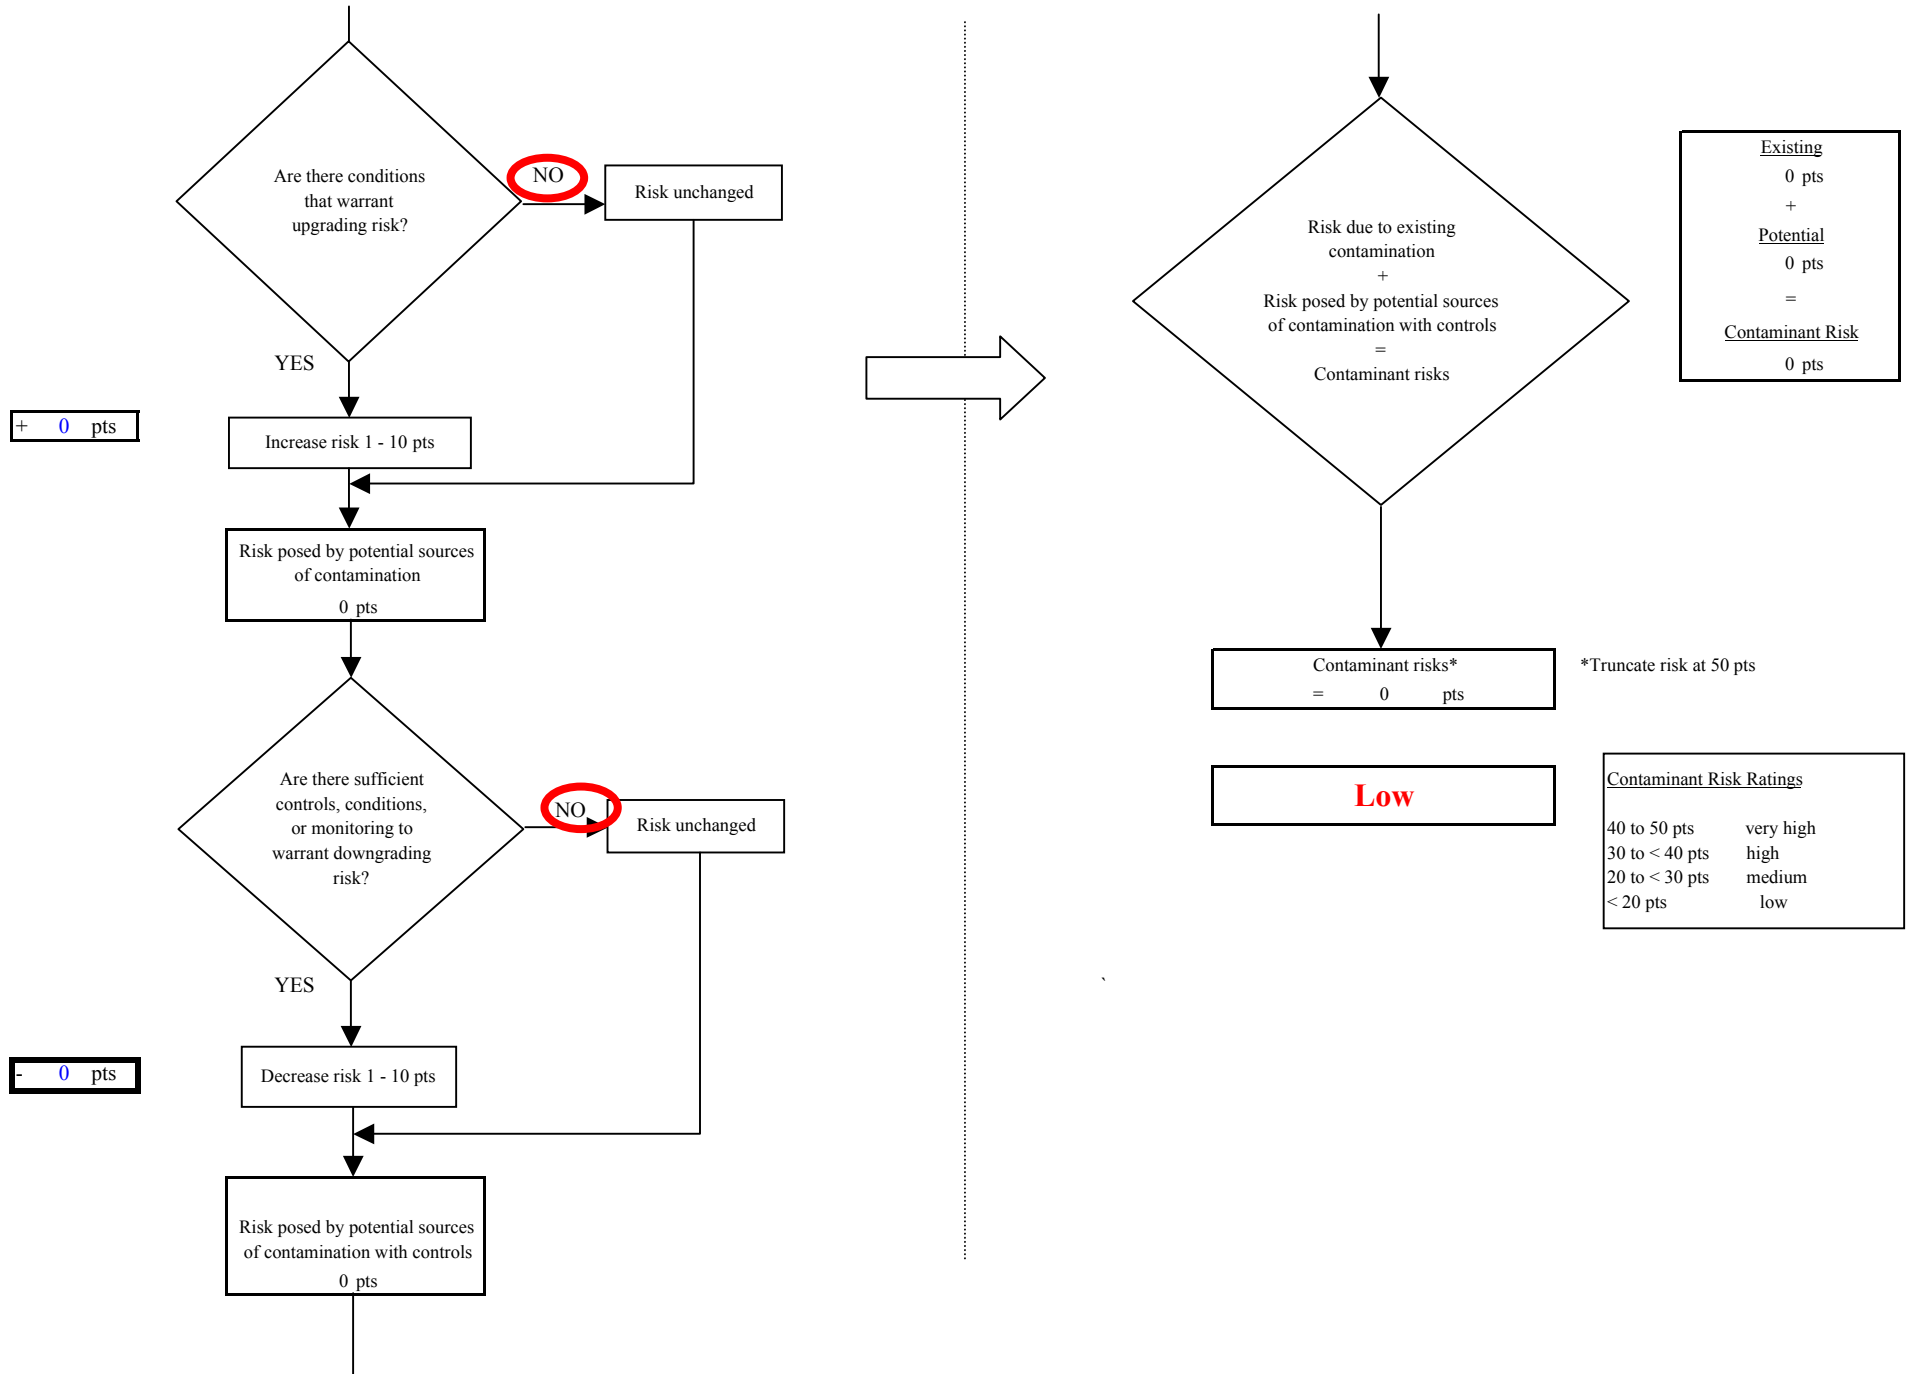 Are there conditions
that warrant
upgrading risk?
NO
Risk unchanged
YES
+ 0 pts
Increase risk 1 - 10 pts
Risk posed by potential sources
of contamination
0 pts
Are there sufficient
controls, conditions,
or monitoring to
warrant downgrading
risk?
NO
Risk unchanged
YES
- 0 pts
Decrease risk 1 - 10 pts
Risk posed by potential sources
of contamination with controls
0 pts
Risk due to existing
contamination
+
Risk posed by potential sources
of contamination with controls
=
Contaminant risks
Existing
0 pts
+
Potential
0 pts
=
Contaminant Risk
0 pts
Contaminant risks*
= 0 pts
*Truncate risk at 50 pts
Low
Contaminant Risk Ratings
40 to 50 pts very high
30 to < 40 pts high
20 to < 30 pts medium
< 20 pts low
`